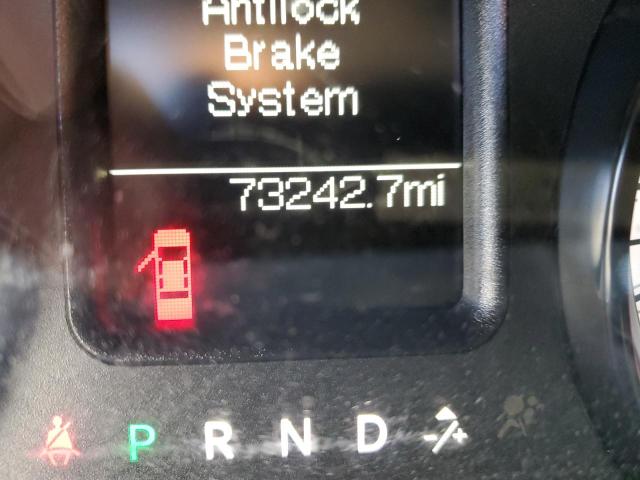 Antilock
Brake
System
73242.7mi
P R N D -/+